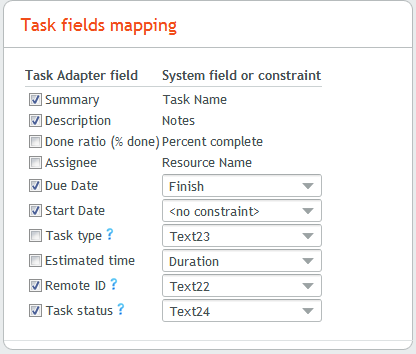 Task fields mapping
Task Adapter field System field or constraint
Summary Task Name
Description Notes
Done ratio (% done) Percent complete
Assignee Resource Name
Due Date Finish
Start Date <no constraint>
Task type ? Text23
Estimated time Duration
Remote ID ? Text22
Task status ? Text24